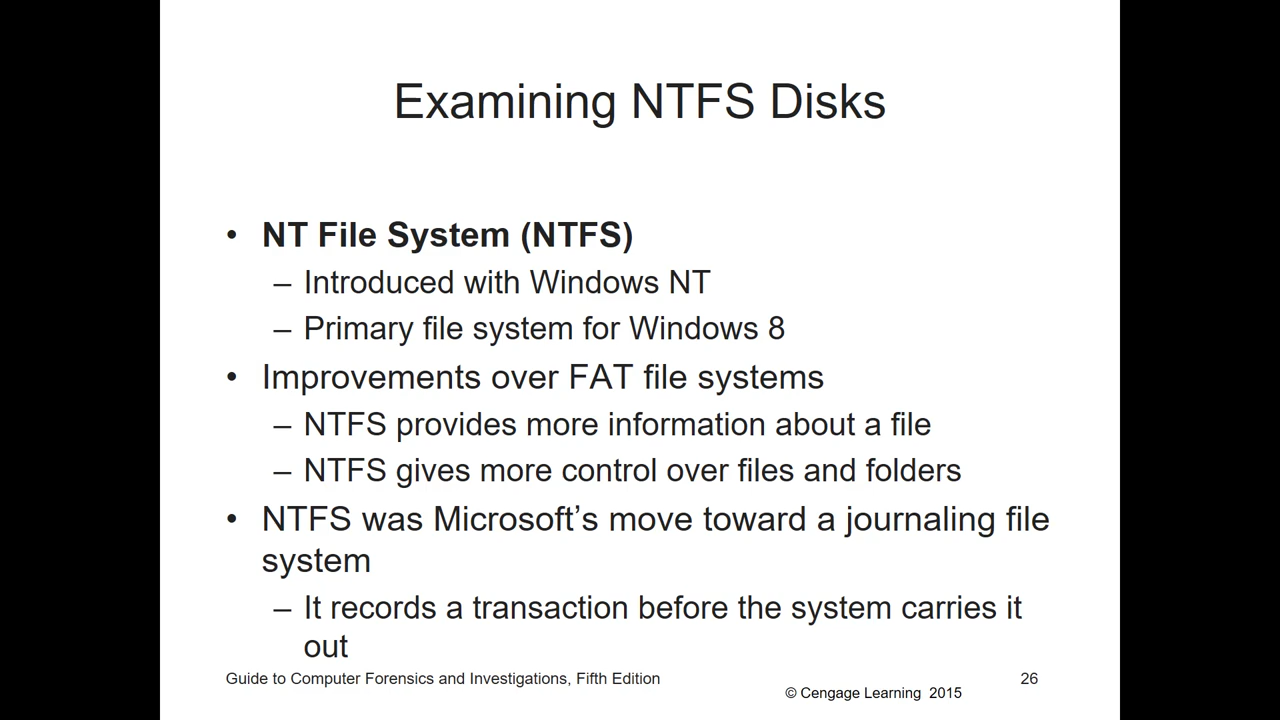 Examining NTFS Disks
• NT File System (NTFS)
– Introduced with Windows NT
– Primary file system for Windows 8
• Improvements over FAT file systems
– NTFS provides more information about a file
– NTFS gives more control over files and folders
• NTFS was Microsoft’s move toward a journaling file
system
– It records a transaction before the system carries it
out
Guide to Computer Forensics and Investigations, Fifth Edition
26
© Cengage Learning 2015